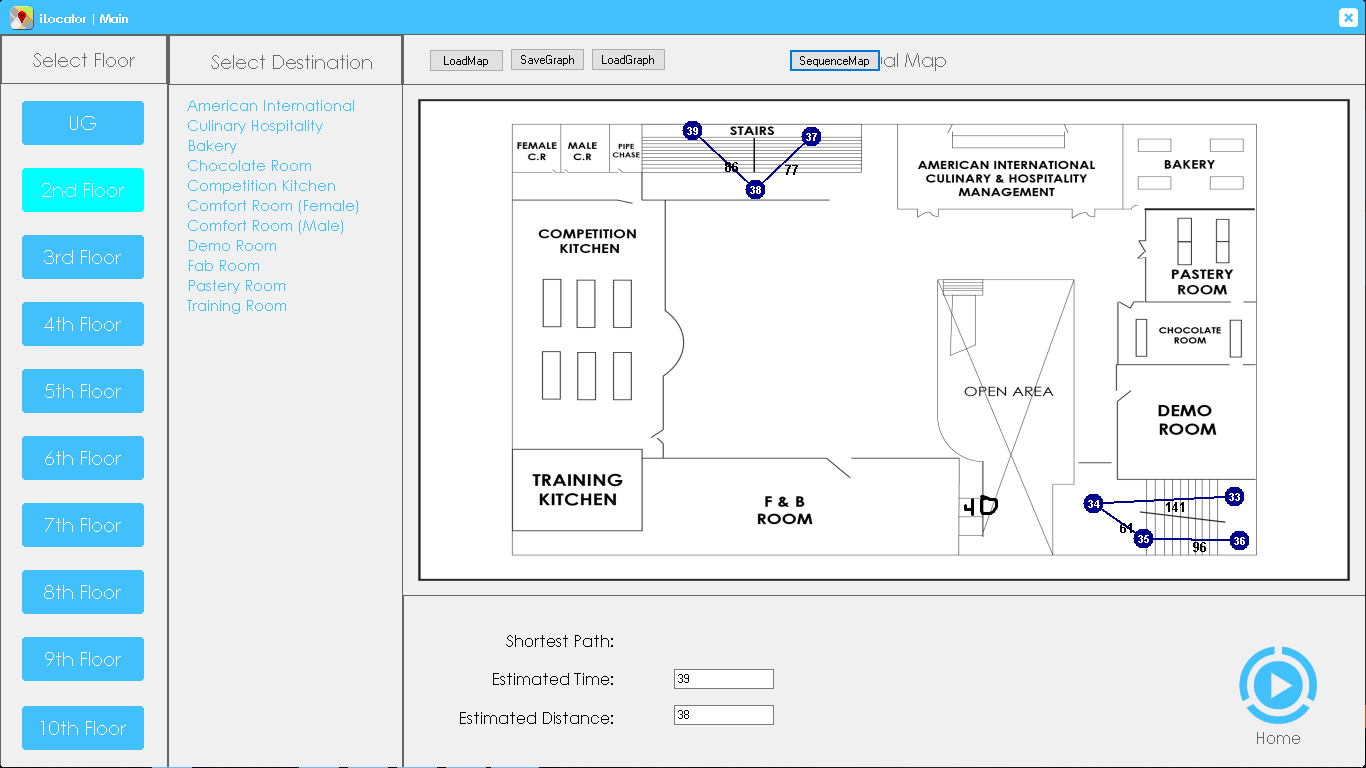 iLocator | Main
Select Floor
Select Destination
LoadMap
SaveGraph
LoadGraph
SequenceMap
al Map
UG
2nd Floor
3rd Floor
4th Floor
5th Floor
6th Floor
7th Floor
8th Floor
9th Floor
10th Floor
American International
Culinary Hospitality
Bakery
Chocolate Room
Competition Kitchen
Comfort Room (Female)
Comfort Room (Male)
Demo Room
Fab Room
Pastery Room
Training Room
FEMALE
C.R
MALE
C.R
PIPE
CHASE
STAIRS
39
37
86
77
38
AMERICAN INTERNATIONAL
CULINARY & HOSPITALITY
MANAGEMENT
BAKERY
COMPETITION
KITCHEN
PASTERY
ROOM
CHOCOLATE
ROOM
OPEN AREA
DEMO
ROOM
TRAINING
KITCHEN
F & B
ROOM
40
34
33
141
61
35
96
36
Shortest Path:
Estimated Time:
39
Estimated Distance:
38
Home